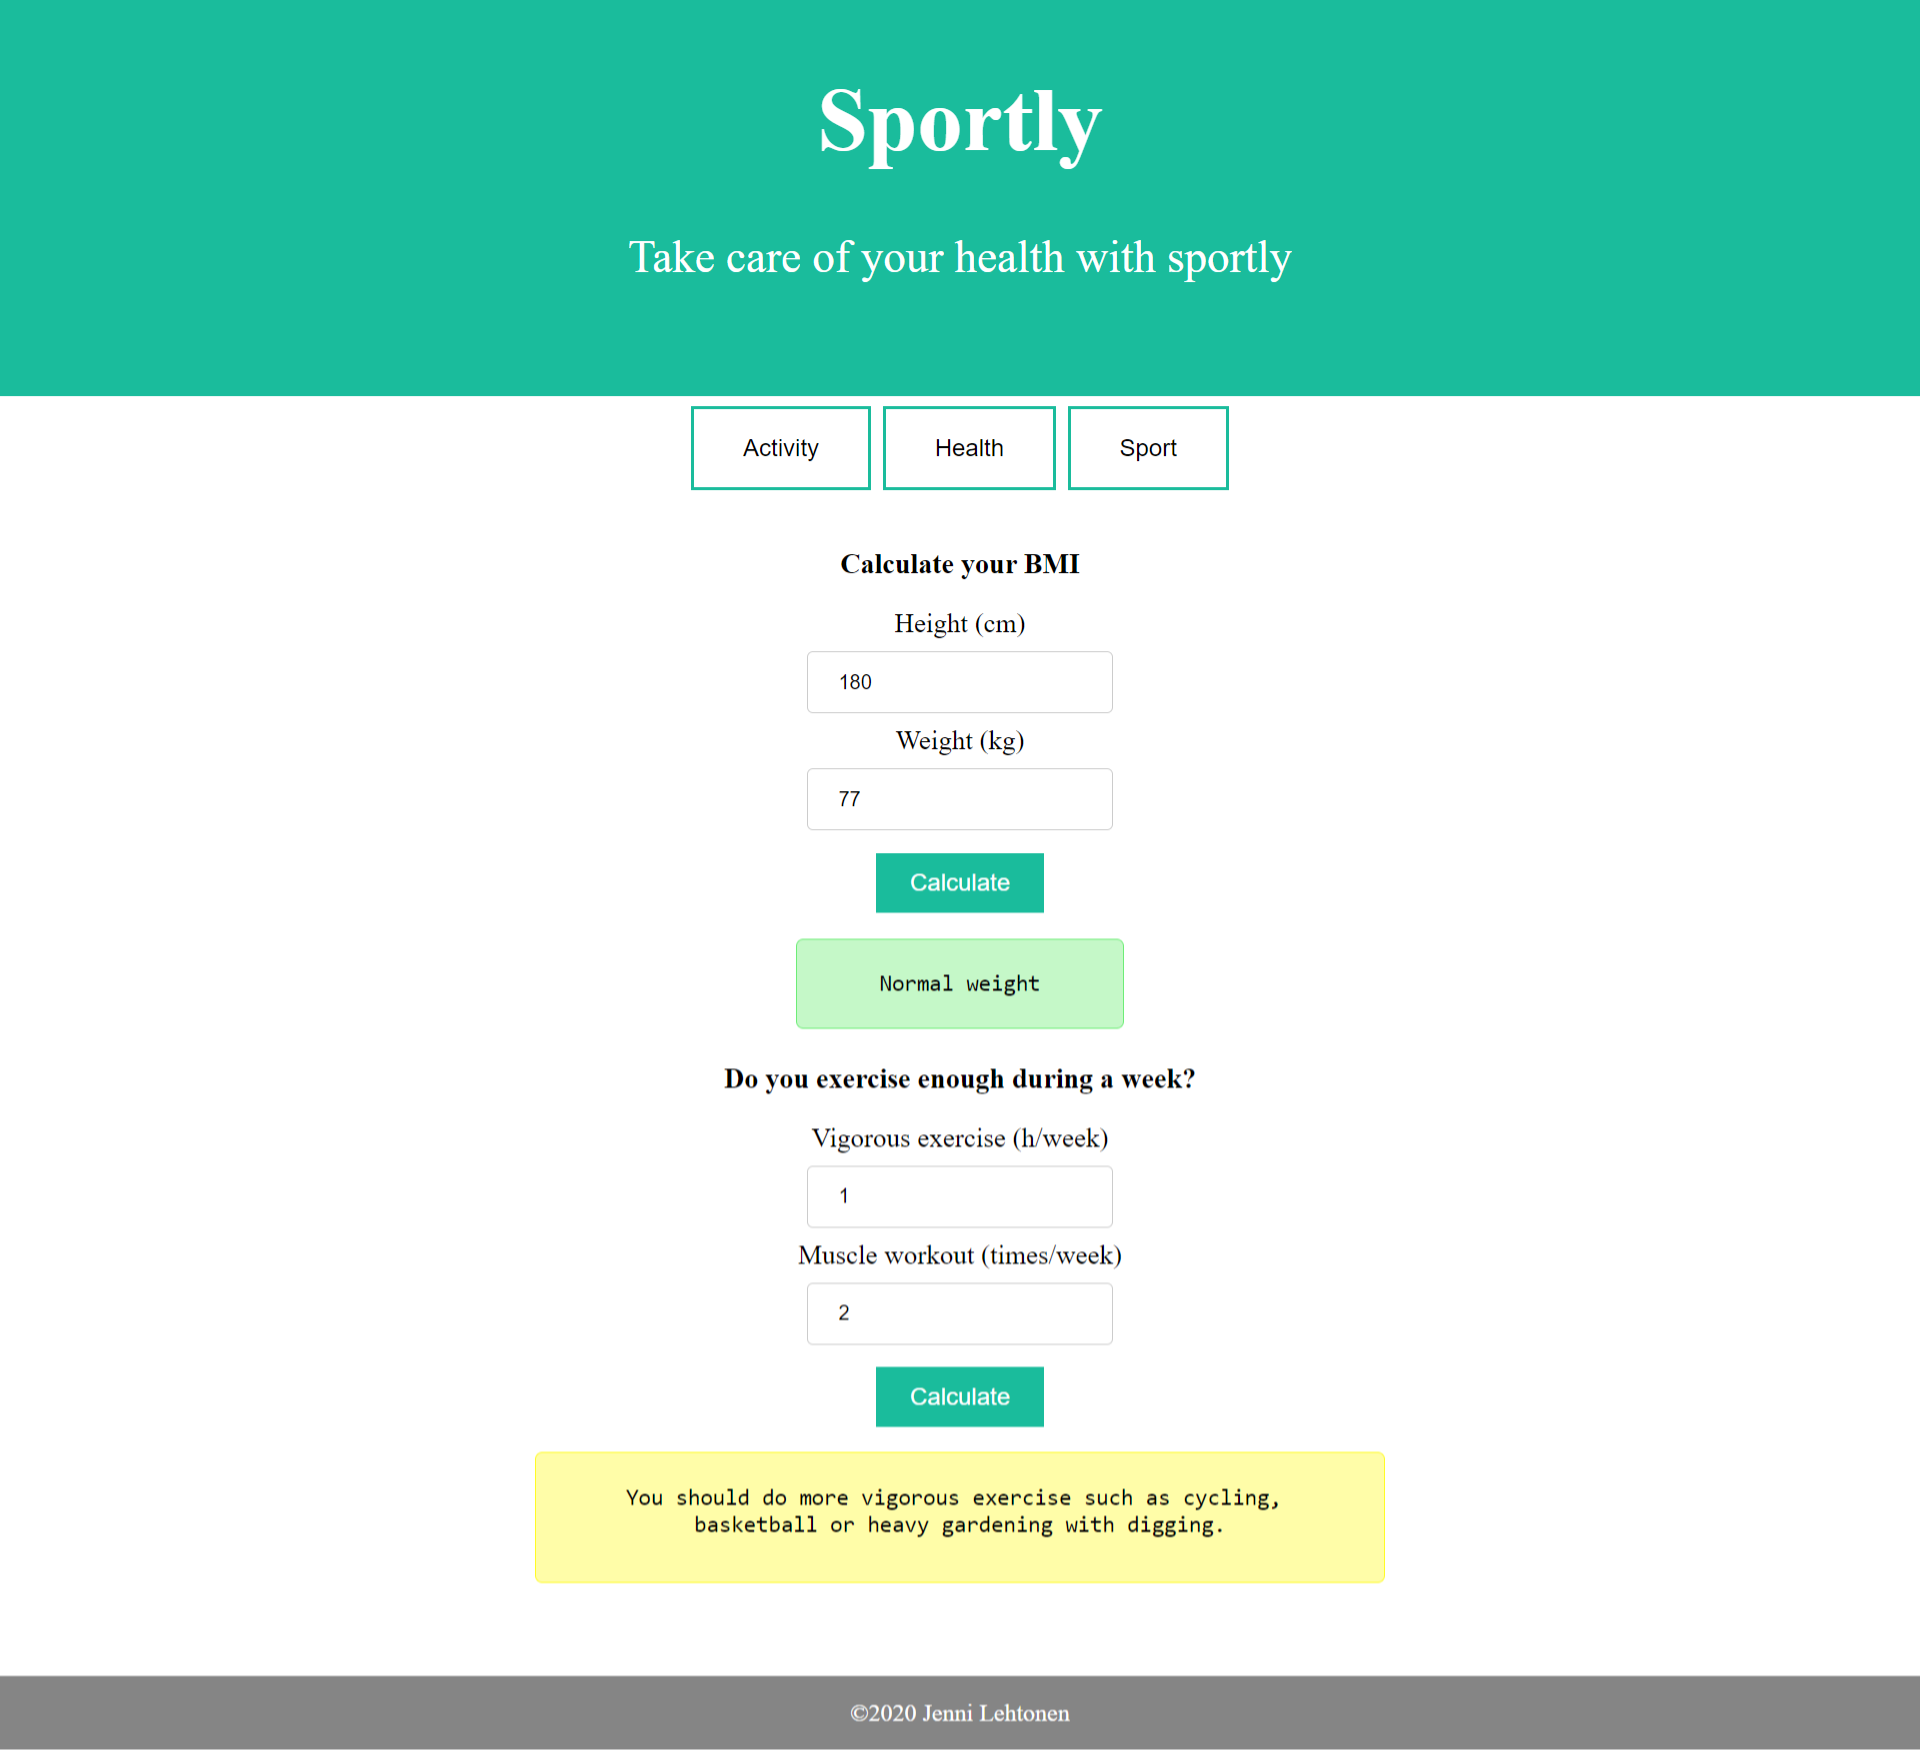 Sportly
Take care of your health with sportly
Activity Health Sport
Calculate your BMI
Height (cm)
180
Weight (kg)
77
Calculate
Normal weight
Do you exercise enough during a week?
Vigorous exercise (h/week)
1
Muscle workout (times/week)
2
Calculate
You should do more vigorous exercise such as cycling,
basketball or heavy gardening with digging.
©2020 Jenni Lehtonen